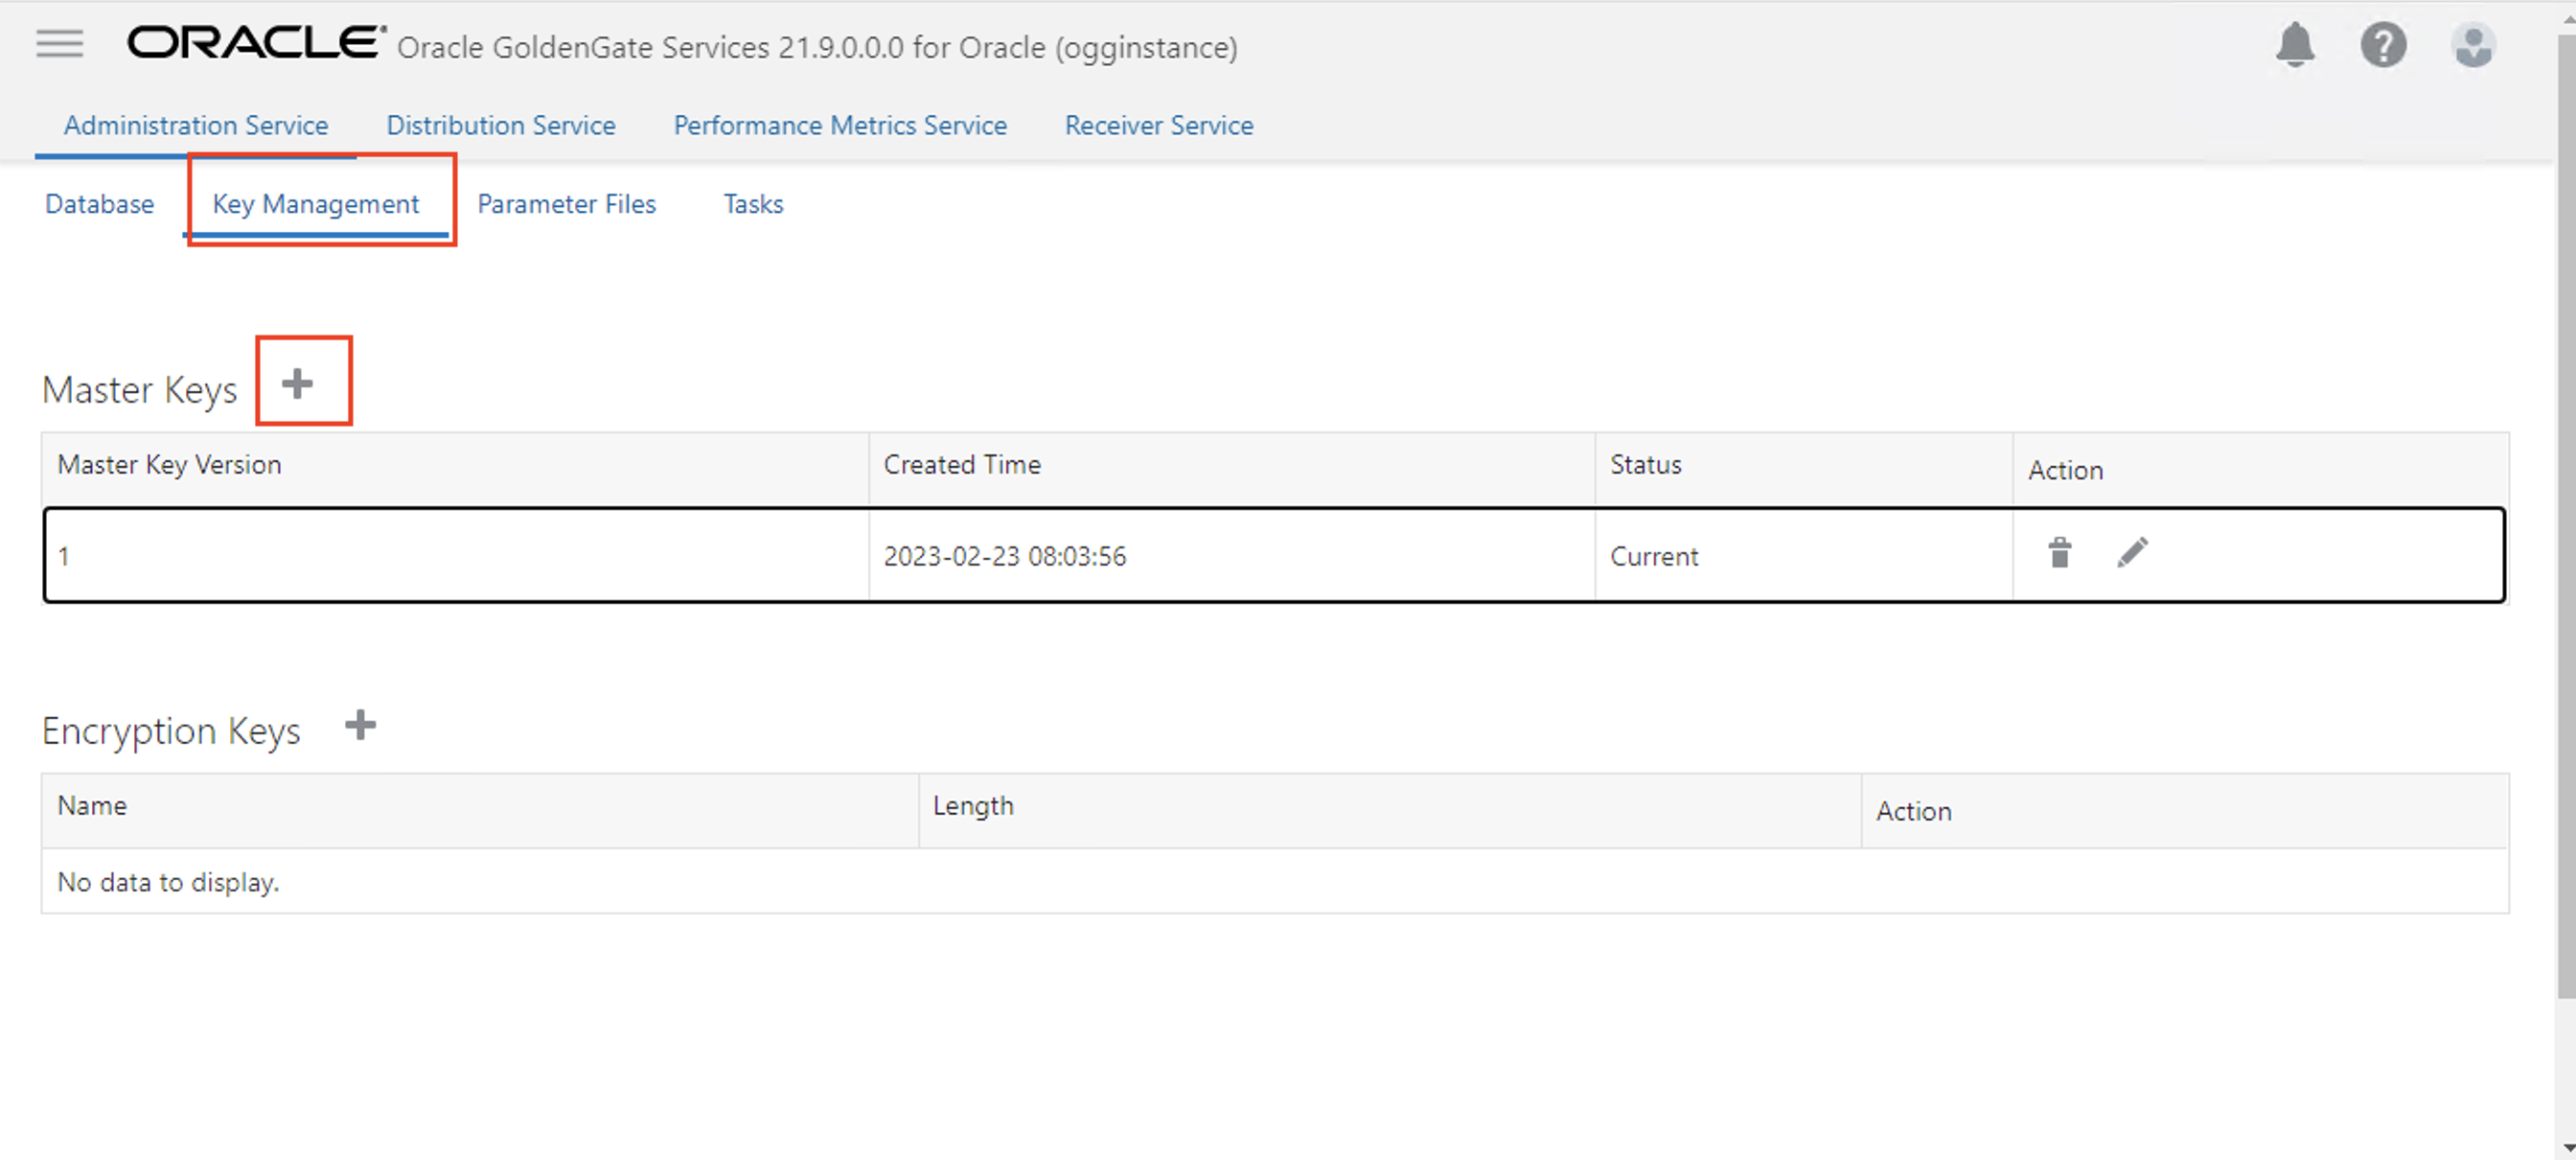 ORACLE Oracle GoldenGate Services 21.9.0.0.0 for Oracle (ogginstance)
Administration Service Distribution Service Performance Metrics Service Receiver Service
Database Key Management Parameter Files Tasks
Master Keys
Master Key Version Created Time Status Action
1 2023-02-23 08:03:56 Current
Encryption Keys
Name Length Action
No data to display.